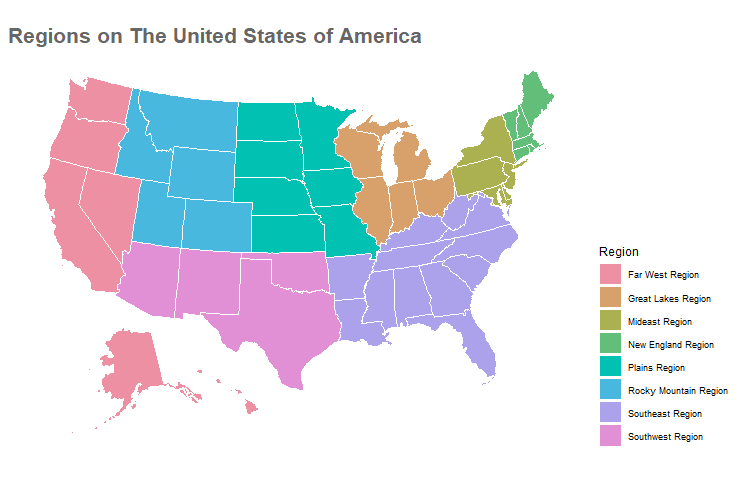 Regions on The United States of America
Region
Far West Region
Great Lakes Region
Mideast Region
New England Region
Plains Region
Rocky Mountain Region
Southeast Region
Southwest Region